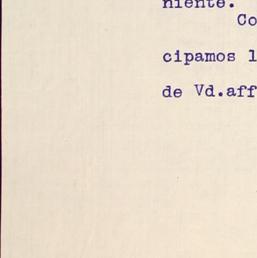 niente.
Co
cipamos l
de Vd.aff